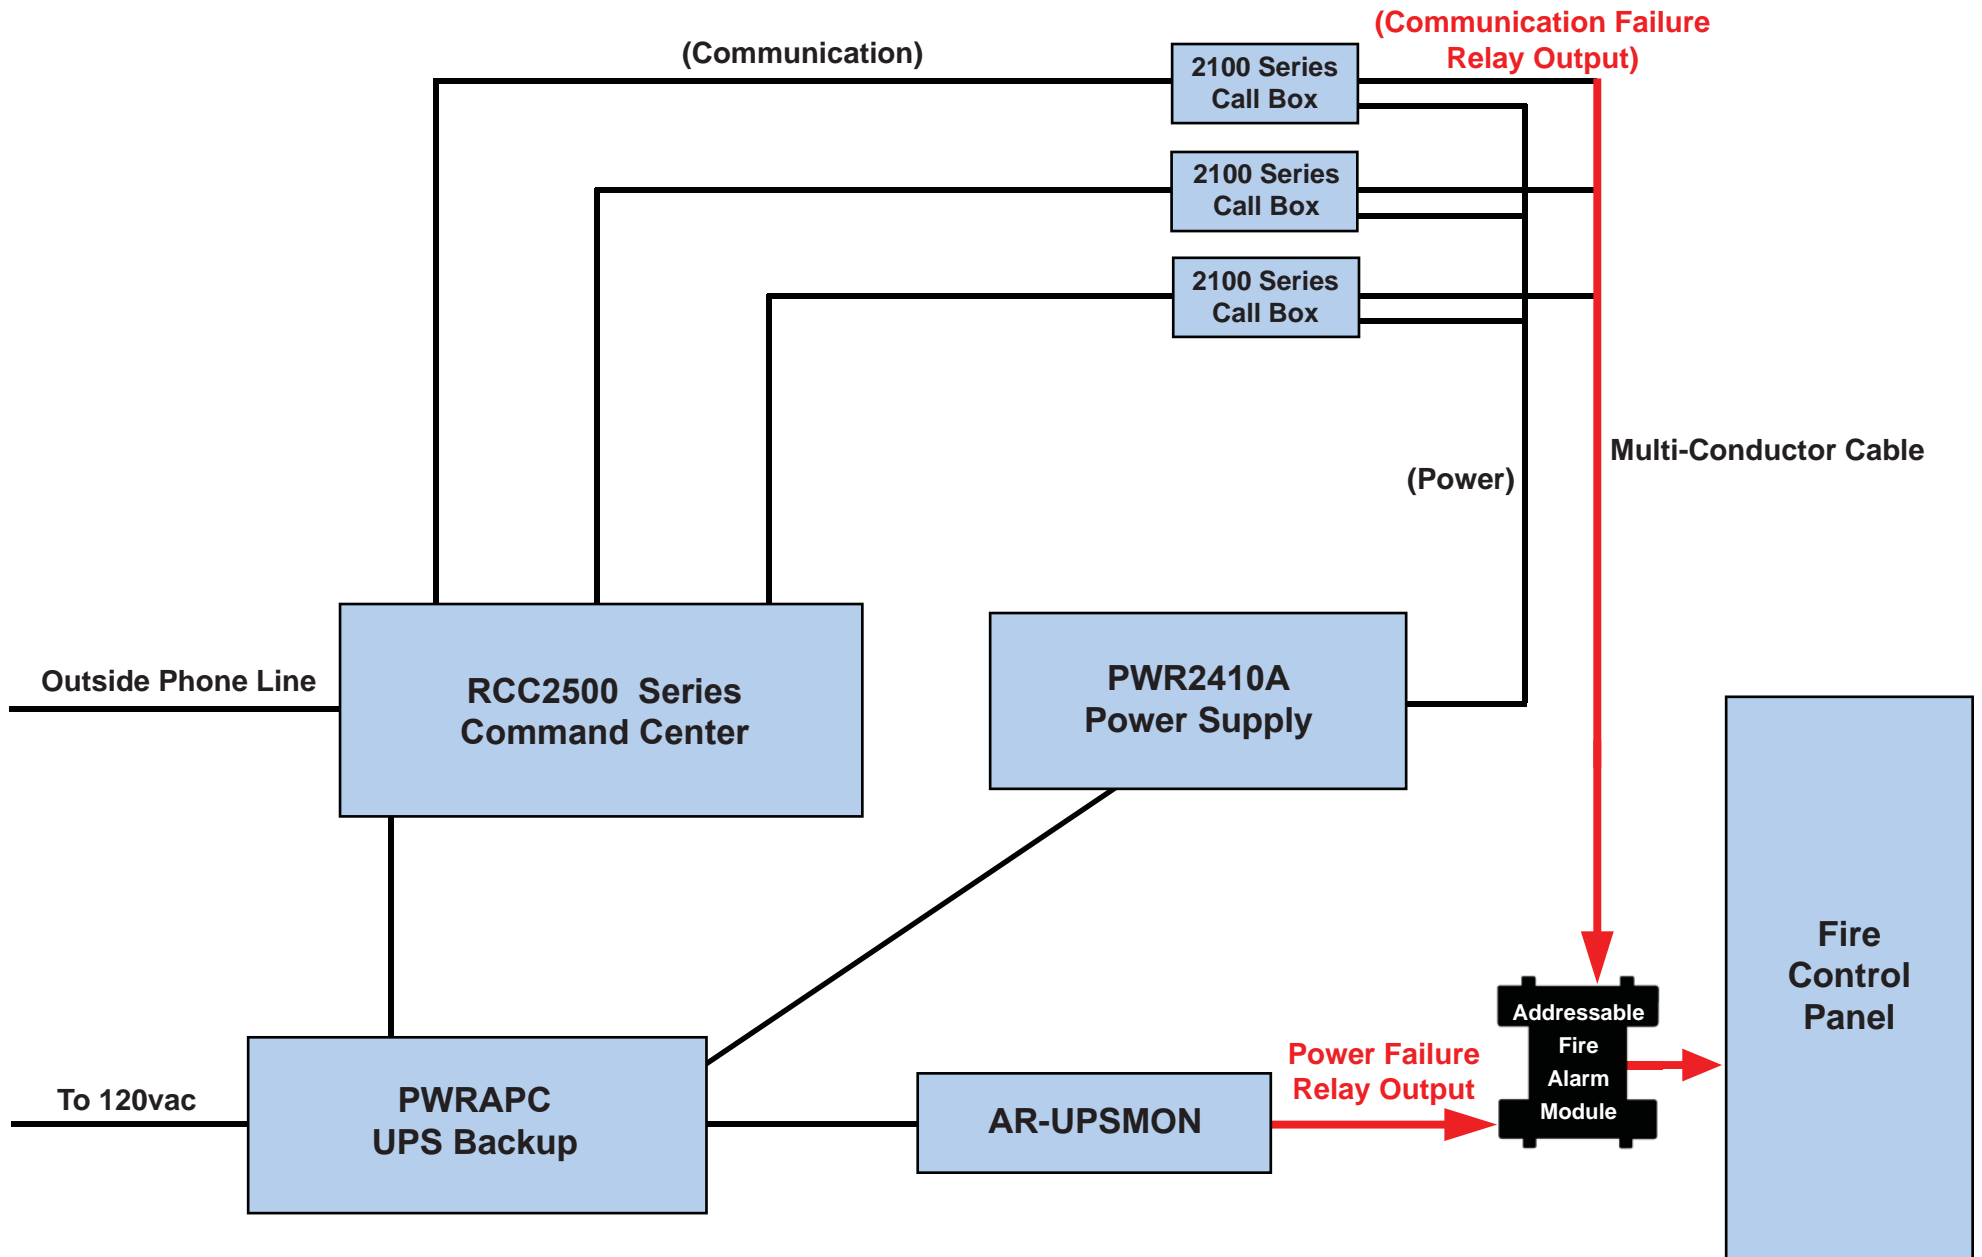 (Communication Failure
Relay Output)
(Communication)
2100 Series
Call Box
2100 Series
Call Box
2100 Series
Call Box
Multi-Conductor Cable
(Power)
Outside Phone Line
RCC2500  Series
Command Center
PWR2410A
Power Supply
Fire
Control
Panel
Addressable
Fire
Alarm
Module
Power Failure
Relay Output
To 120vac
PWRAPC
UPS Backup
AR-UPSMON